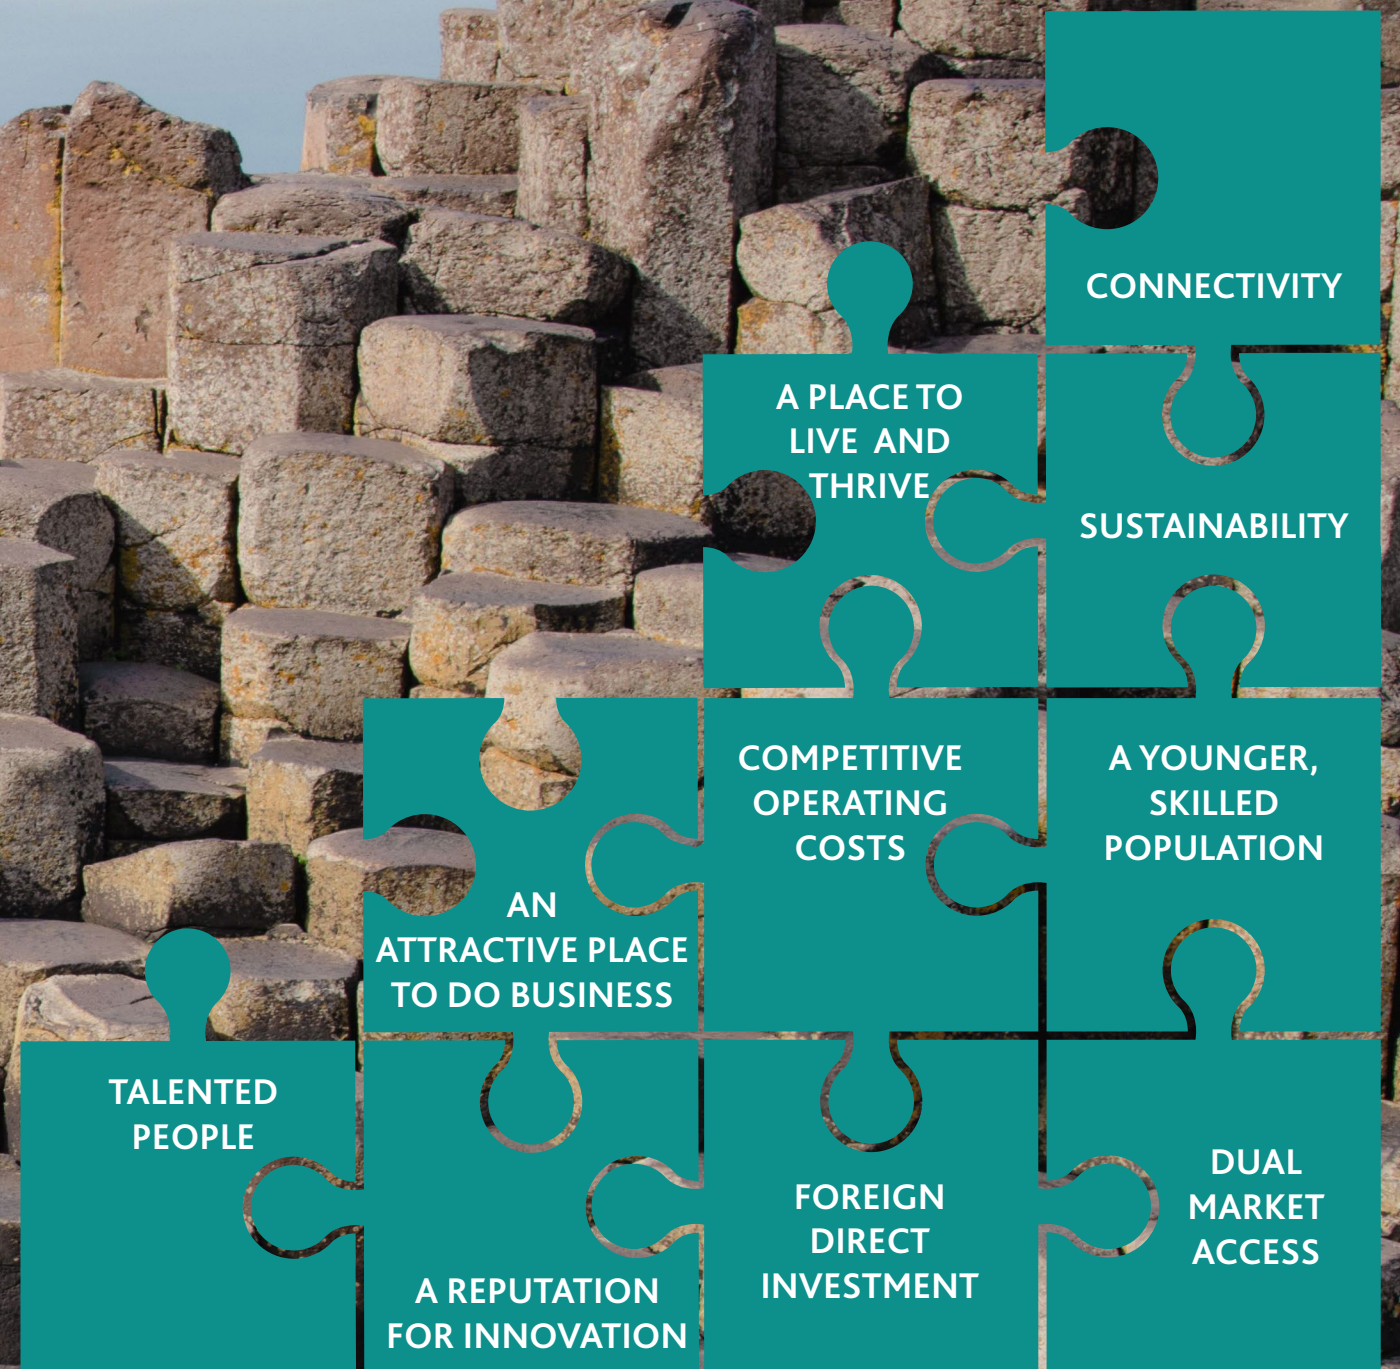 CONNECTIVITY
A PLACE TO
LIVE AND
THRIVE
SUSTAINABILITY
AN
ATTRACTIVE PLACE
TO DO BUSINESS
COMPETITIVE
OPERATING
COSTS
A YOUNGER,
SKILLED
POPULATION
TALENTED
PEOPLE
A REPUTATION
FOR INNOVATION
FOREIGN
DIRECT
INVESTMENT
DUAL
MARKET
ACCESS